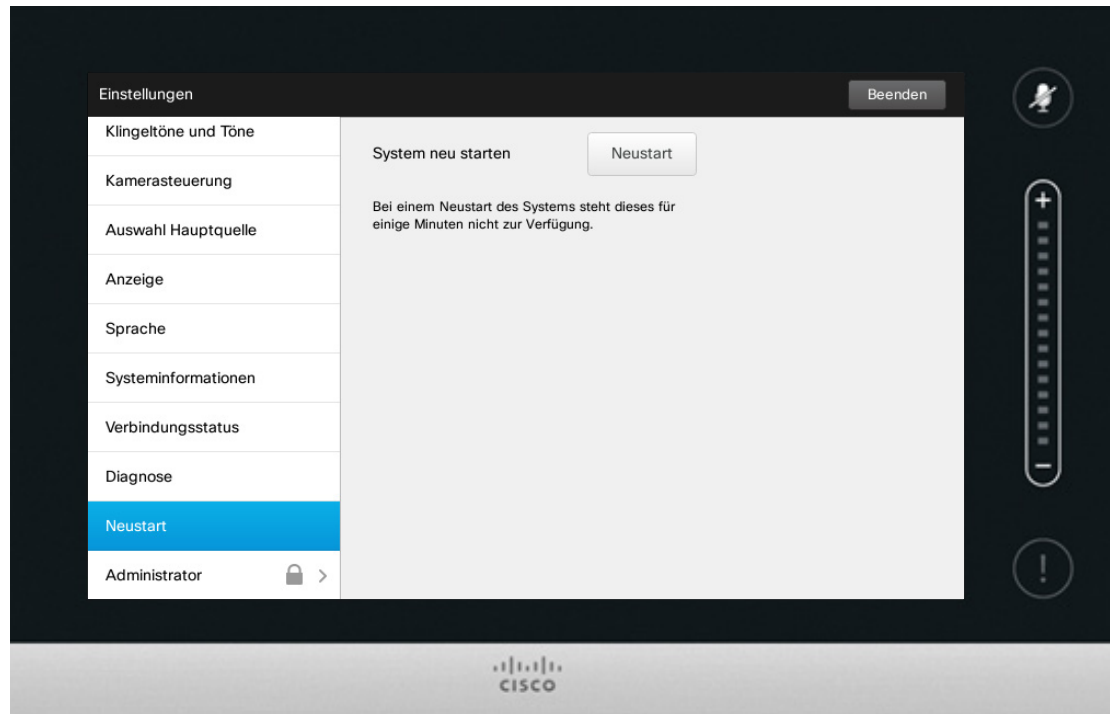 Einstellungen
Beenden
Klingeltöne und Töne
Kamerasteuerung
Auswahl Hauptquelle
Anzeige
Sprache
Systeminformationen
Verbindungsstatus
Diagnose
Neustart
Administrator
System neu starten
Neustart
Bei einem Neustart des Systems steht dieses für
einige Minuten nicht zur Verfügung.
+
−
!
CISCO